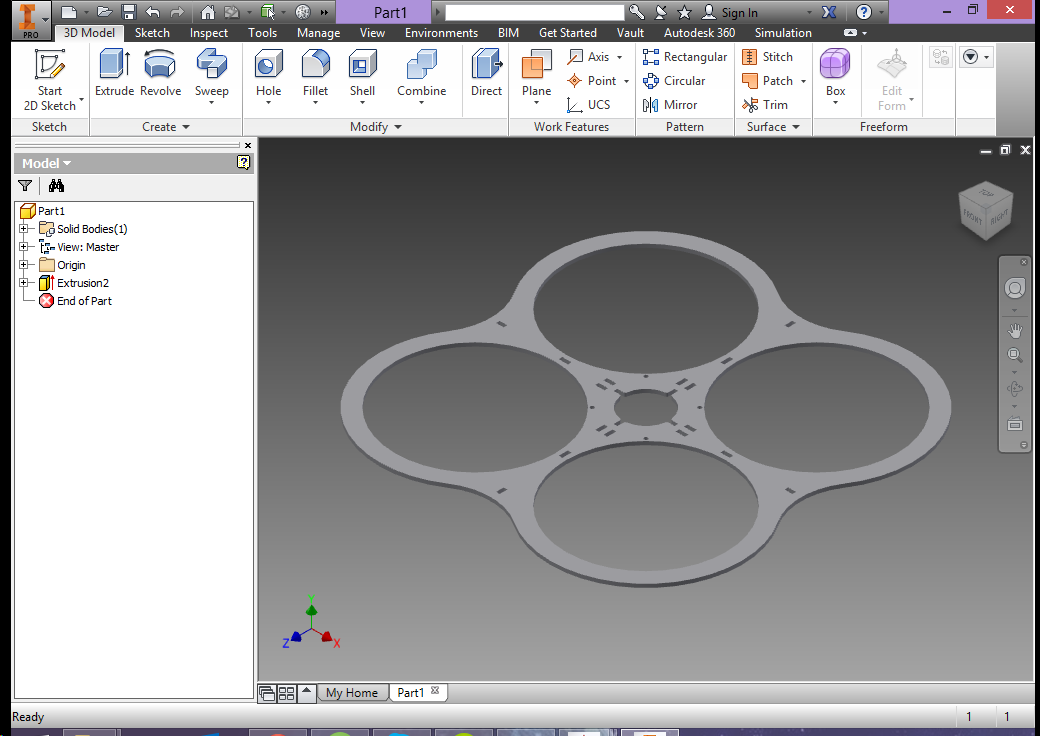 Part1
Sign In
PRO
3D Model Sketch Inspect Tools Manage View Environments BIM Get Started Vault Autodesk 360 Simulation
Start
2D Sketch
Extrude Revolve Sweep
Hole Fillet Shell Combine
Direct
Plane
Axis
Point
UCS
Rectangular
Circular
Mirror
Stitch
Patch
Trim
Box
Edit
Form
Sketch Create Modify Work Features Pattern Surface Freeform
Model
Part1
Solid Bodies(1)
View: Master
Origin
Extrusion2
End of Part
TOP
FRONT RIGHT
Y
Z X
My Home Part1
Ready 1 1